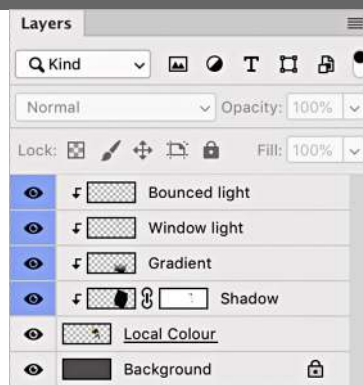 Layers
Kind
Normal Opacity: 100%
Lock: Fill: 100%
Bounced light
Window light
Gradient
Shadow
Local Colour
Background